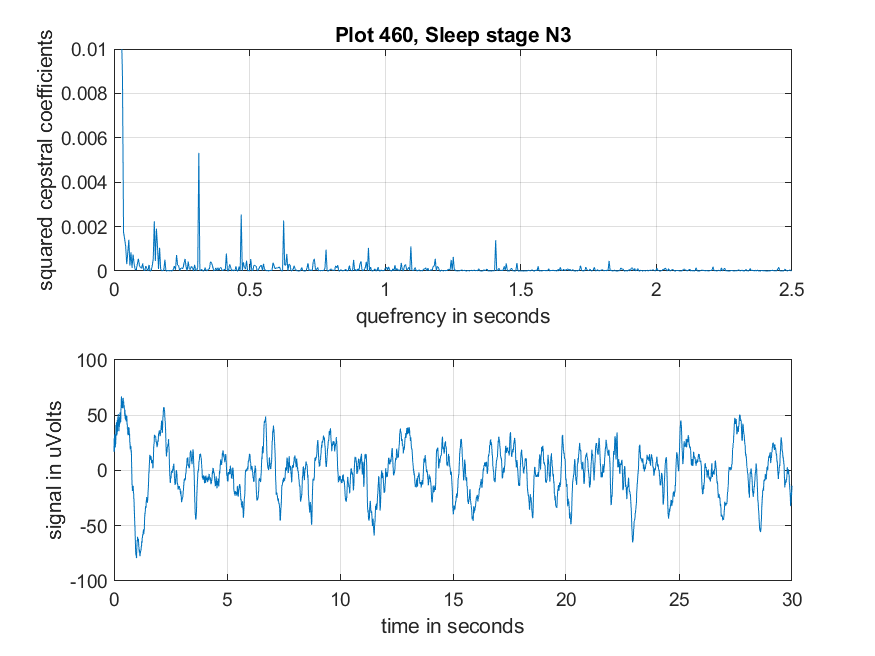 Plot 460, Sleep stage N3
squared cepstral coefficients
0.01
0.008
0.006
0.004
0.002
0
0 0.5 1 1.5 2 2.5
quefrency in seconds
signal in uVolts
100
50
0
-50
-100
0 5 10 15 20 25 30
time in seconds